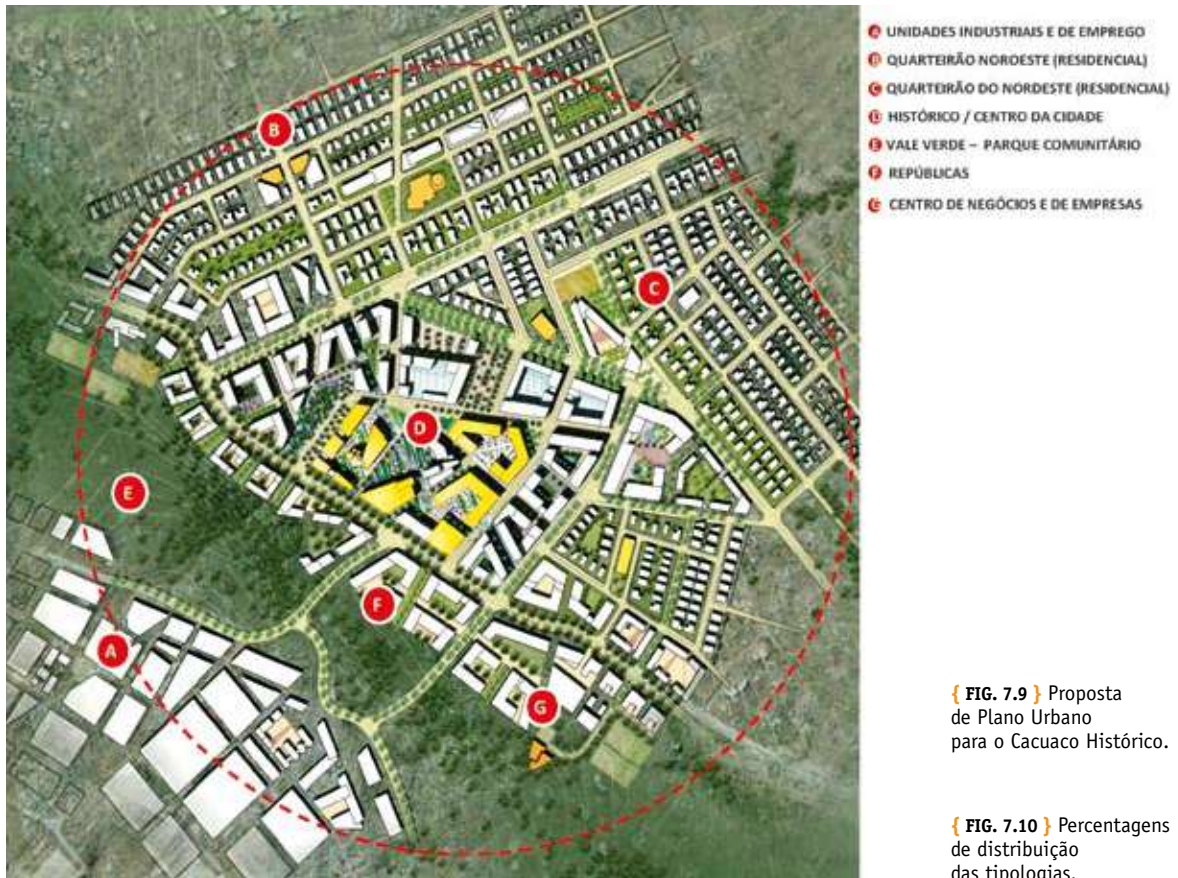 A UNIDADES INDUSTRIAIS E DE EMPREGO
B QUARTEIRÃO NOROESTE (RESIDENCIAL)
C QUARTEIRÃO DO NORDESTE (RESIDENCIAL)
D HISTÓRICO / CENTRO DA CIDADE
E VALE VERDE – PARQUE COMUNITÁRIO
F REPÚBLICAS
G CENTRO DE NEGÓCIOS E DE EMPRESAS
B
C
D
E
F
A
G
{ FIG. 7.9 } Proposta
de Plano Urbano
para o Cacuaco Histórico.
{ FIG. 7.10 } Percentagens
de distribuição
das tipologias.